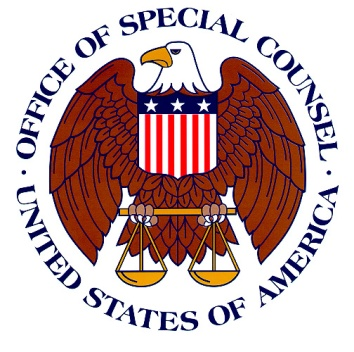 OFFICE OF SPECIAL COUNSEL
UNITED STATES OF AMERICA